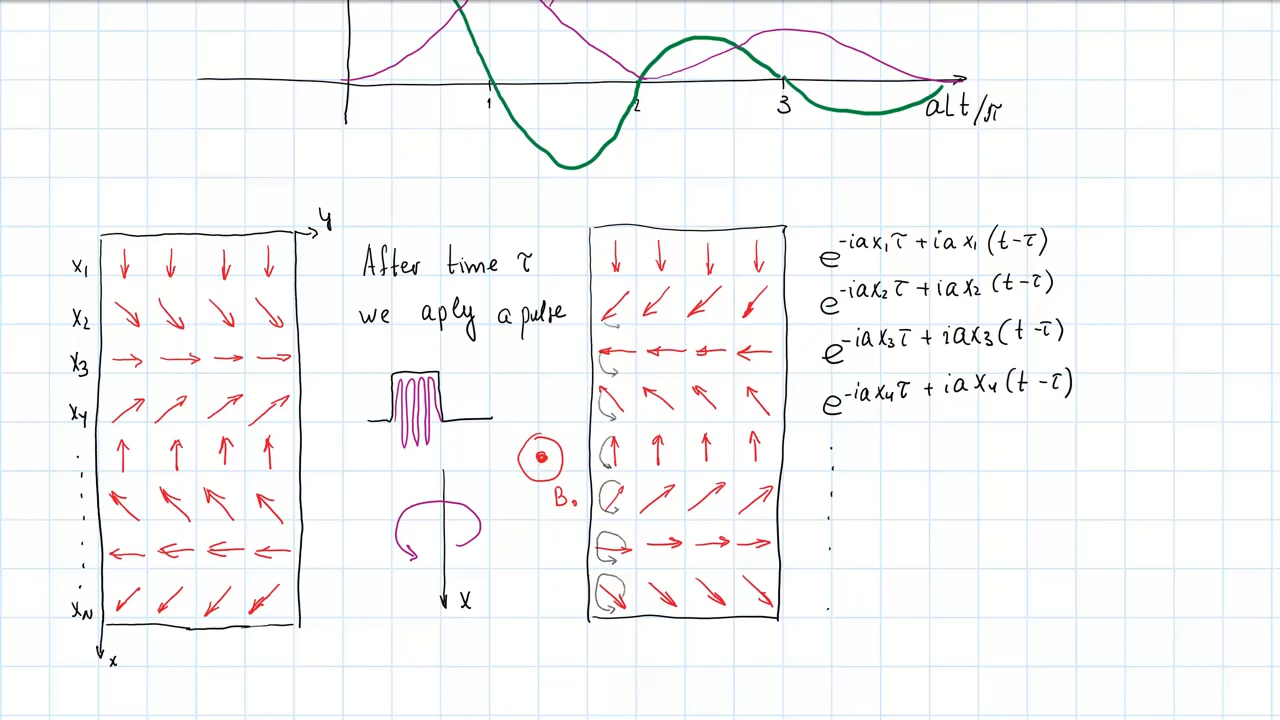 1 2 3 aLt/π
y
After time τ
we aply a pulse
x₁
x₂
x₃
x₄
x_N
x
x
B₀
e^{-iax₁τ + iax₁(t-τ)}
e^{-iax₂τ + iax₂(t-τ)}
e^{-iax₃τ + iax₃(t-τ)}
e^{-iax₄τ + iax₄(t-τ)}